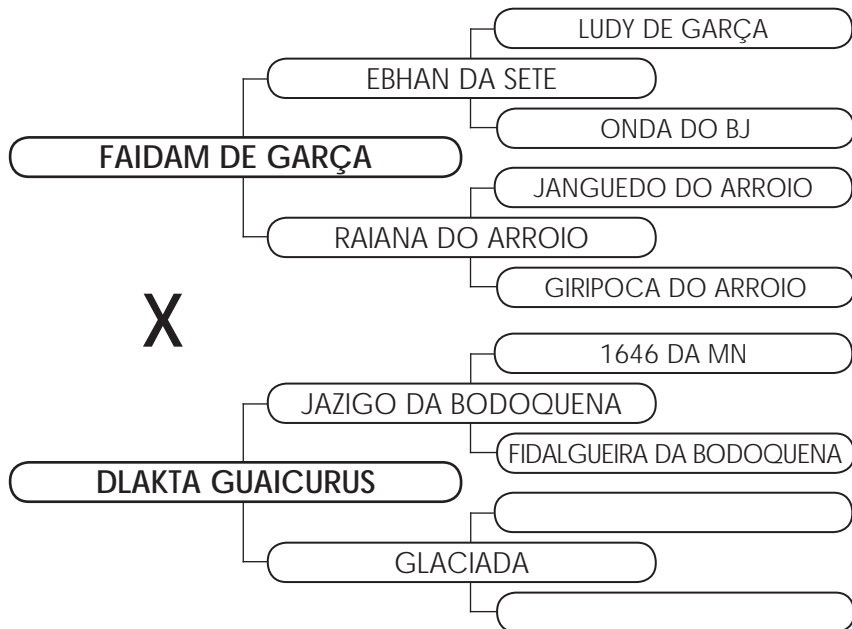 LUDY DE GARÇA
EBHAN DA SETE
ONDA DO BJ
FAIDAM DE GARÇA
JANGUEDO DO ARROIO
RAIANA DO ARROIO
GIRIPOCA DO ARROIO
X
1646 DA MN
JAZIGO DA BODOQUENA
FIDALGUEIRA DA BODOQUENA
DLAKTA GUAICURUS
GLACIADA